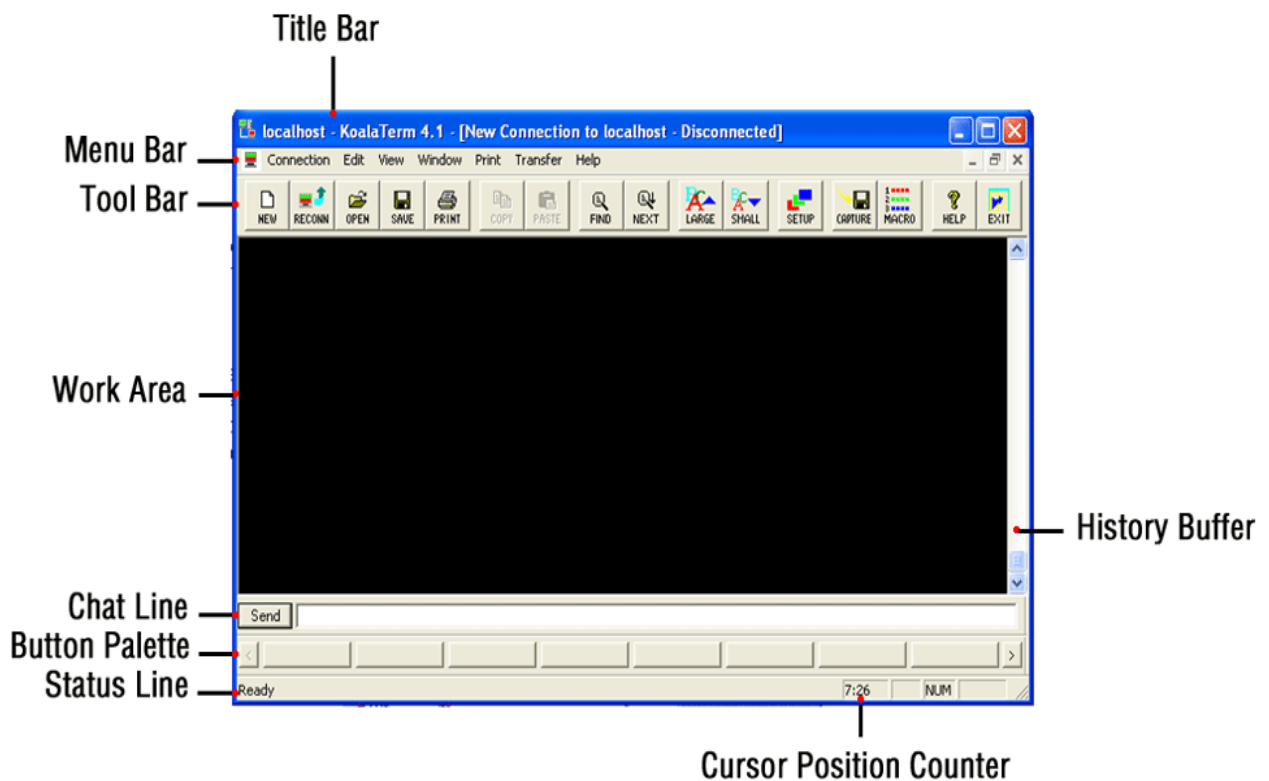 Title Bar
localhost - KoalaTerm 4.1 - [New Connection to localhost - Disconnected]
Menu Bar
Connection Edit View Window Print Transfer Help
Tool Bar
NEW RECONN OPEN SAVE PRINT COPY PASTE FIND NEXT LARGE SMALL SETUP CAPTURE MACRO HELP EXIT
Work Area
History Buffer
Chat Line
Send
Button Palette
Status Line
Ready 7:26 NUM
Cursor Position Counter